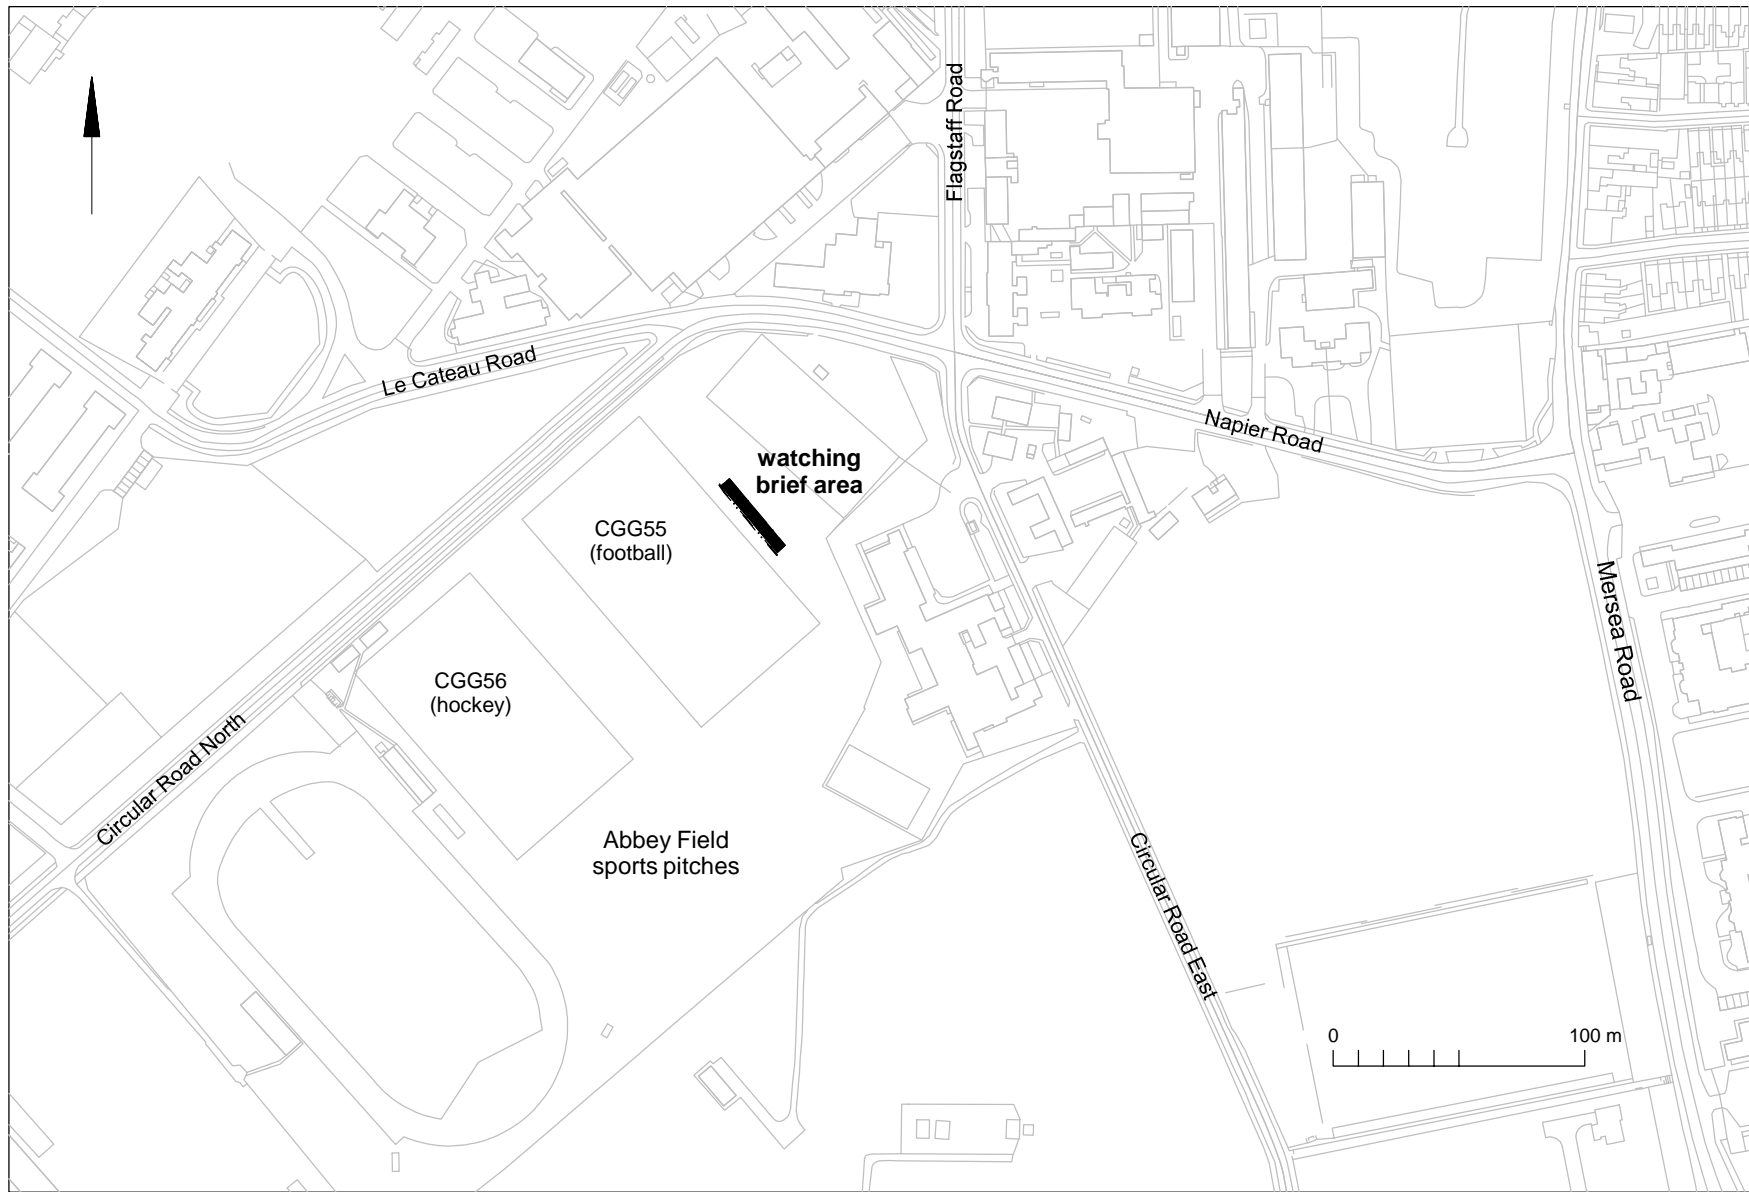 Flagstaff Road
Le Cateau Road
Napier Road
watching
brief area
CGG55
(football)
Mersea Road
CGG56
(hockey)
Circular Road North
Abbey Field
sports pitches
Circular Road East
0
100 m